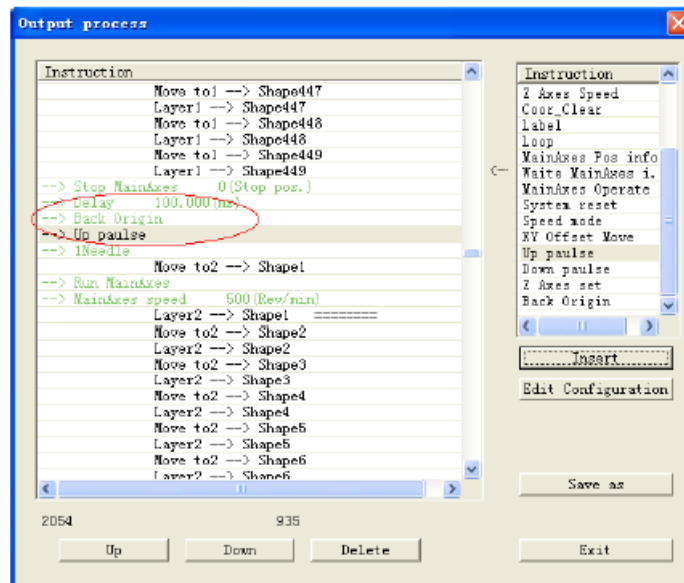 Output process
Instruction
Move to1 --> Shape447
Layer1 --> Shape447
Move to1 --> Shape448
Layer1 --> Shape448
Move to1 --> Shape449
Layer1 --> Shape449
--> Stop MainAxes 0(Stop pos.)
--> Delay 100.000(ms)
--> Back Origin
--> Up paulse
--> 1Needle
Move to2 --> Shape1
--> Run MainAxes
--> MainAxes speed 500(Rev/min)
Layer2 --> Shape1 ========
Move to2 --> Shape2
Layer2 --> Shape2
Move to2 --> Shape3
Layer2 --> Shape3
Move to2 --> Shape4
Layer2 --> Shape4
Move to2 --> Shape5
Layer2 --> Shape5
Move to2 --> Shape6
Layer2 --> Shape6
2054 935
Up Down Delete
Instruction
Z Axes Speed
Coor_Clear
Label
Loop
MainAxes Pos info
Waite MainAxes i.
MainAxes Operate
System reset
Speed mode
XY Offset Move
Up paulse
Down paulse
Z Axes set
Back Origin
<--
Insert
Edit Configuration
Save as
Exit